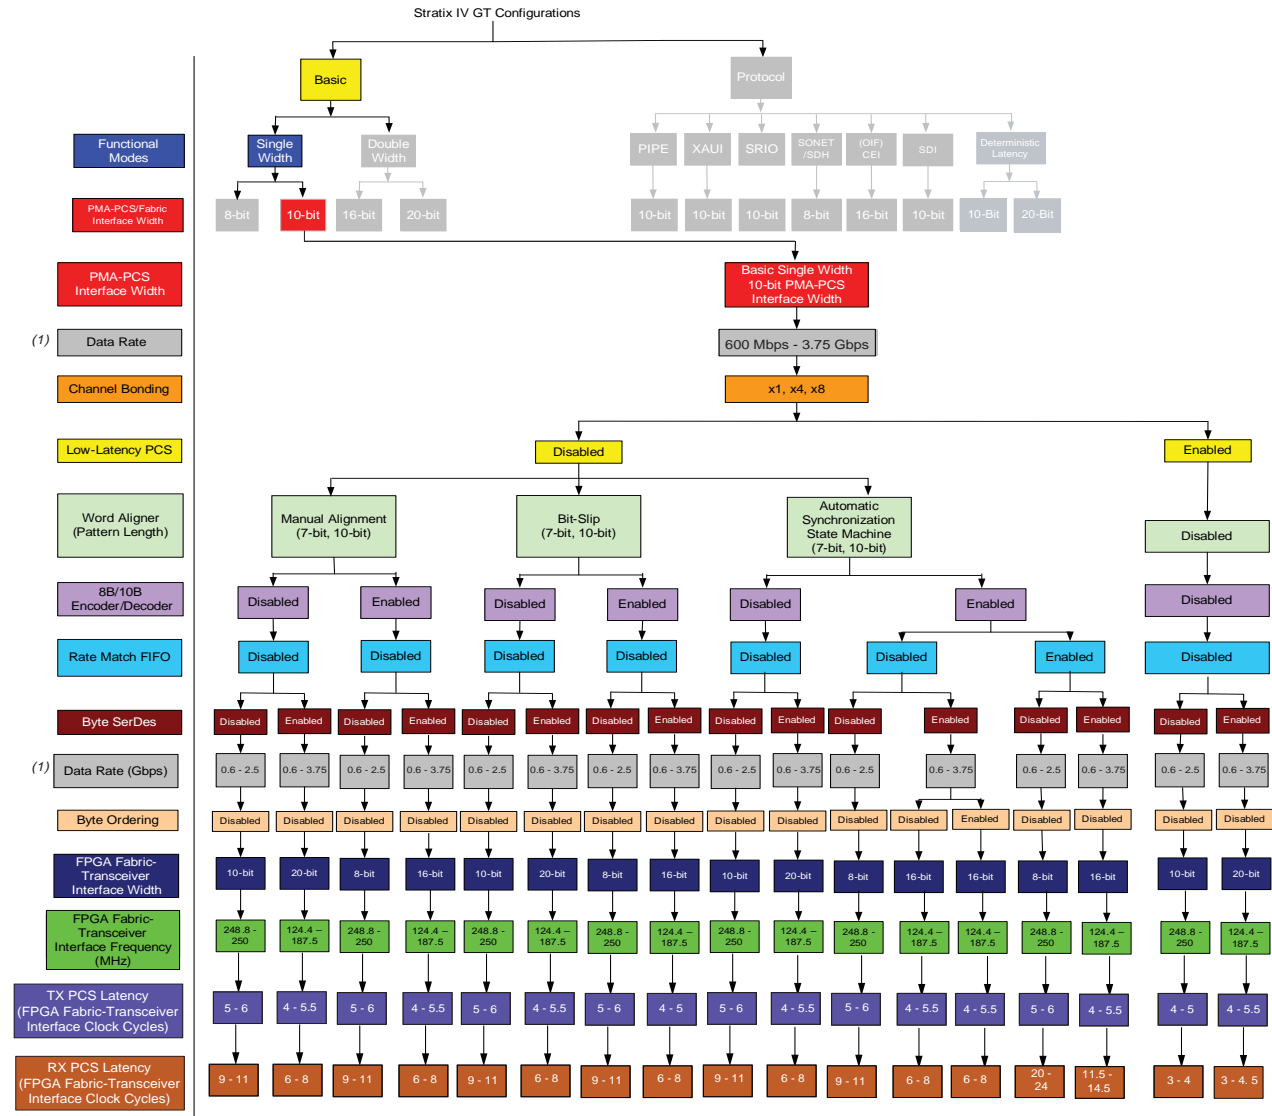 Stratix IV GT Configurations
Basic
Protocol
Functional
Modes
Single
Width
Double
Width
PIPE
XAUI
SRIO
SONET
/SDH
(OIF)
CEI
SDI
Deterministic
Latency
PMA-PCS/Fabric
Interface Width
8-bit
10-bit
16-bit
20-bit
10-bit
10-bit
10-bit
8-bit
16-bit
10-bit
10-Bit
20-Bit
PMA-PCS
Interface Width
Basic Single Width
10-bit PMA-PCS
Interface Width
(1)
Data Rate
600 Mbps - 3.75 Gbps
Channel Bonding
x1, x4, x8
Low-Latency PCS
Disabled
Enabled
Word Aligner
(Pattern Length)
Manual Alignment
(7-bit, 10-bit)
Bit-Slip
(7-bit, 10-bit)
Automatic
Synchronization
State Machine
(7-bit, 10-bit)
Disabled
8B/10B
Encoder/Decoder
Disabled
Enabled
Disabled
Enabled
Disabled
Enabled
Disabled
Rate Match FIFO
Disabled
Disabled
Disabled
Disabled
Disabled
Disabled
Enabled
Disabled
Byte SerDes
Disabled
Enabled
Disabled
Enabled
Disabled
Enabled
Disabled
Enabled
Disabled
Enabled
Disabled
Enabled
Disabled
Enabled
Disabled
Enabled
(1)
Data Rate (Gbps)
0.6 - 2.5
0.6 - 3.75
0.6 - 2.5
0.6 - 3.75
0.6 - 2.5
0.6 - 3.75
0.6 - 2.5
0.6 - 3.75
0.6 - 2.5
0.6 - 3.75
0.6 - 2.5
0.6 - 3.75
0.6 - 2.5
0.6 - 3.75
0.6 - 2.5
0.6 - 3.75
Byte Ordering
Disabled
Disabled
Disabled
Disabled
Disabled
Disabled
Disabled
Disabled
Disabled
Disabled
Disabled
Disabled
Enabled
Disabled
Disabled
Disabled
Disabled
FPGA Fabric-
Transceiver
Interface Width
10-bit
20-bit
8-bit
16-bit
10-bit
20-bit
8-bit
16-bit
10-bit
20-bit
8-bit
16-bit
16-bit
8-bit
16-bit
10-bit
20-bit
FPGA Fabric-
Transceiver
Interface Frequency
(MHz)
248.8 -
250
124.4 –
187.5
248.8 -
250
124.4 –
187.5
248.8 -
250
124.4 –
187.5
248.8 -
250
124.4 –
187.5
248.8 -
250
124.4 –
187.5
248.8 -
250
124.4 –
187.5
124.4 –
187.5
248.8 -
250
124.4 –
187.5
248.8 -
250
124.4 –
187.5
TX PCS Latency
(FPGA Fabric-Transceiver
Interface Clock Cycles)
5 - 6
4 - 5.5
5 - 6
4 - 5.5
5 - 6
4 - 5.5
5 - 6
4 - 5
5 - 6
4 - 5.5
5 - 6
4 - 5.5
4 - 5.5
5 - 6
4 - 5.5
4 - 5
4 - 5.5
RX PCS Latency
(FPGA Fabric-Transceiver
Interface Clock Cycles)
9 - 11
6 - 8
9 - 11
6 - 8
9 - 11
6 - 8
9 - 11
6 - 8
9 - 11
6 - 8
9 - 11
6 - 8
6 - 8
20 -
24
11.5 -
14.5
3 - 4
3 - 4. 5